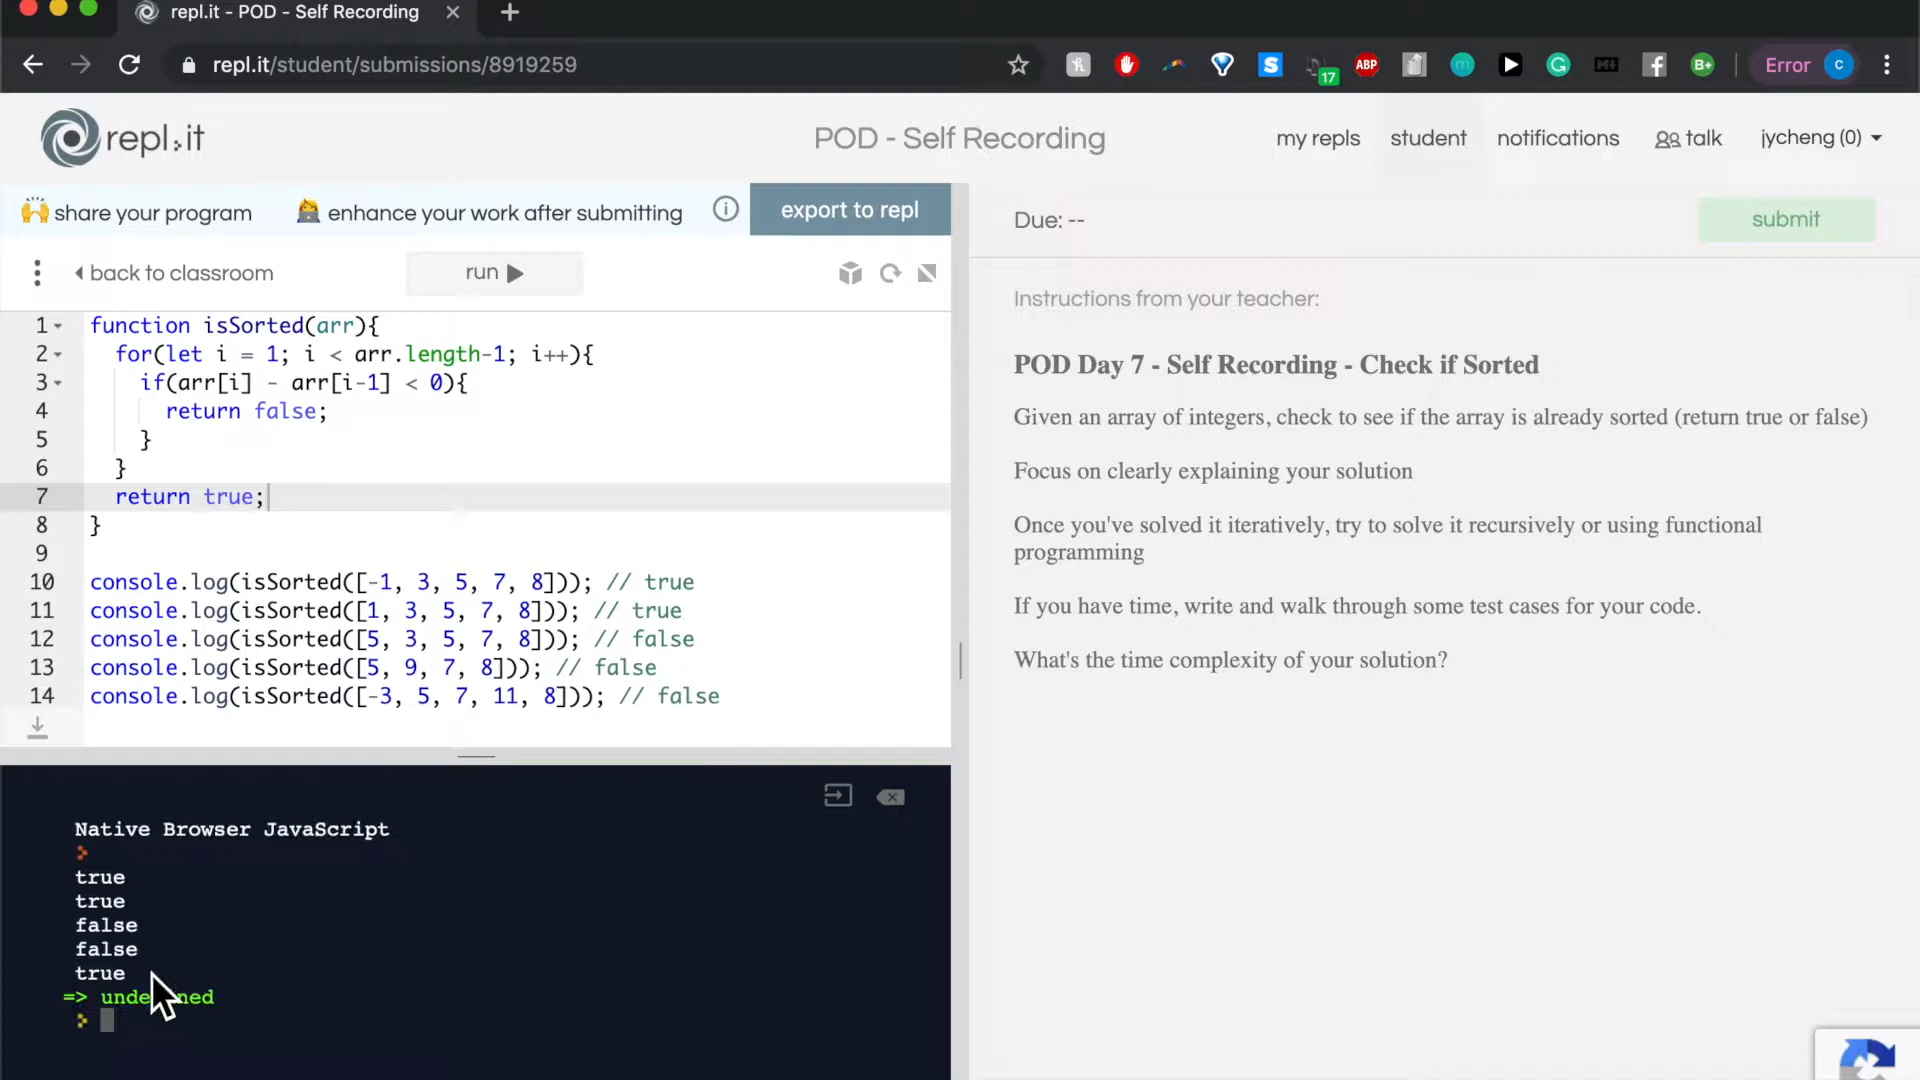 repl.it - POD - Self Recording
repl.it/student/submissions/8919259
17
ABP
Error
C
repl.it
POD - Self Recording
my repls
student
notifications
talk
jycheng (0)
share your program
enhance your work after submitting
export to repl
Due: --
submit
back to classroom
run
Instructions from your teacher:
1 function isSorted(arr){
2 for(let i = 1; i < arr.length-1; i++){
3 if(arr[i] - arr[i-1] < 0){
4 return false;
5 }
6 }
7 return true;
8 }
9
10 console.log(isSorted([-1, 3, 5, 7, 8])); // true
11 console.log(isSorted([1, 3, 5, 7, 8])); // true
12 console.log(isSorted([5, 3, 5, 7, 8])); // false
13 console.log(isSorted([5, 9, 7, 8])); // false
14 console.log(isSorted([-3, 5, 7, 11, 8])); // false
POD Day 7 - Self Recording - Check if Sorted
Given an array of integers, check to see if the array is already sorted (return true or false)
Focus on clearly explaining your solution
Once you've solved it iteratively, try to solve it recursively or using functional
programming
If you have time, write and walk through some test cases for your code.
What's the time complexity of your solution?
Native Browser JavaScript
true
true
false
false
true
=> undefined